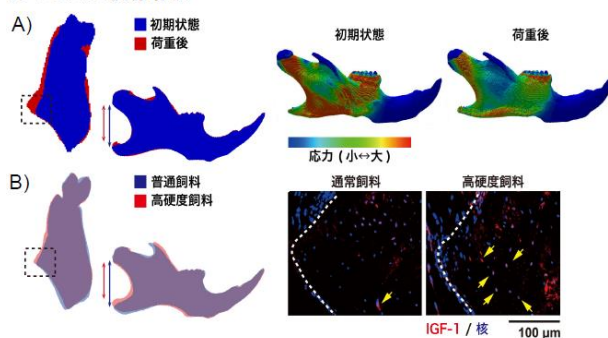 A)
初期状態
荷重後
初期状態
荷重後
応力 ( 小↔大 )
B)
普通飼料
高硬度飼料
通常飼料
高硬度飼料
IGF-1 / 核
100 μm